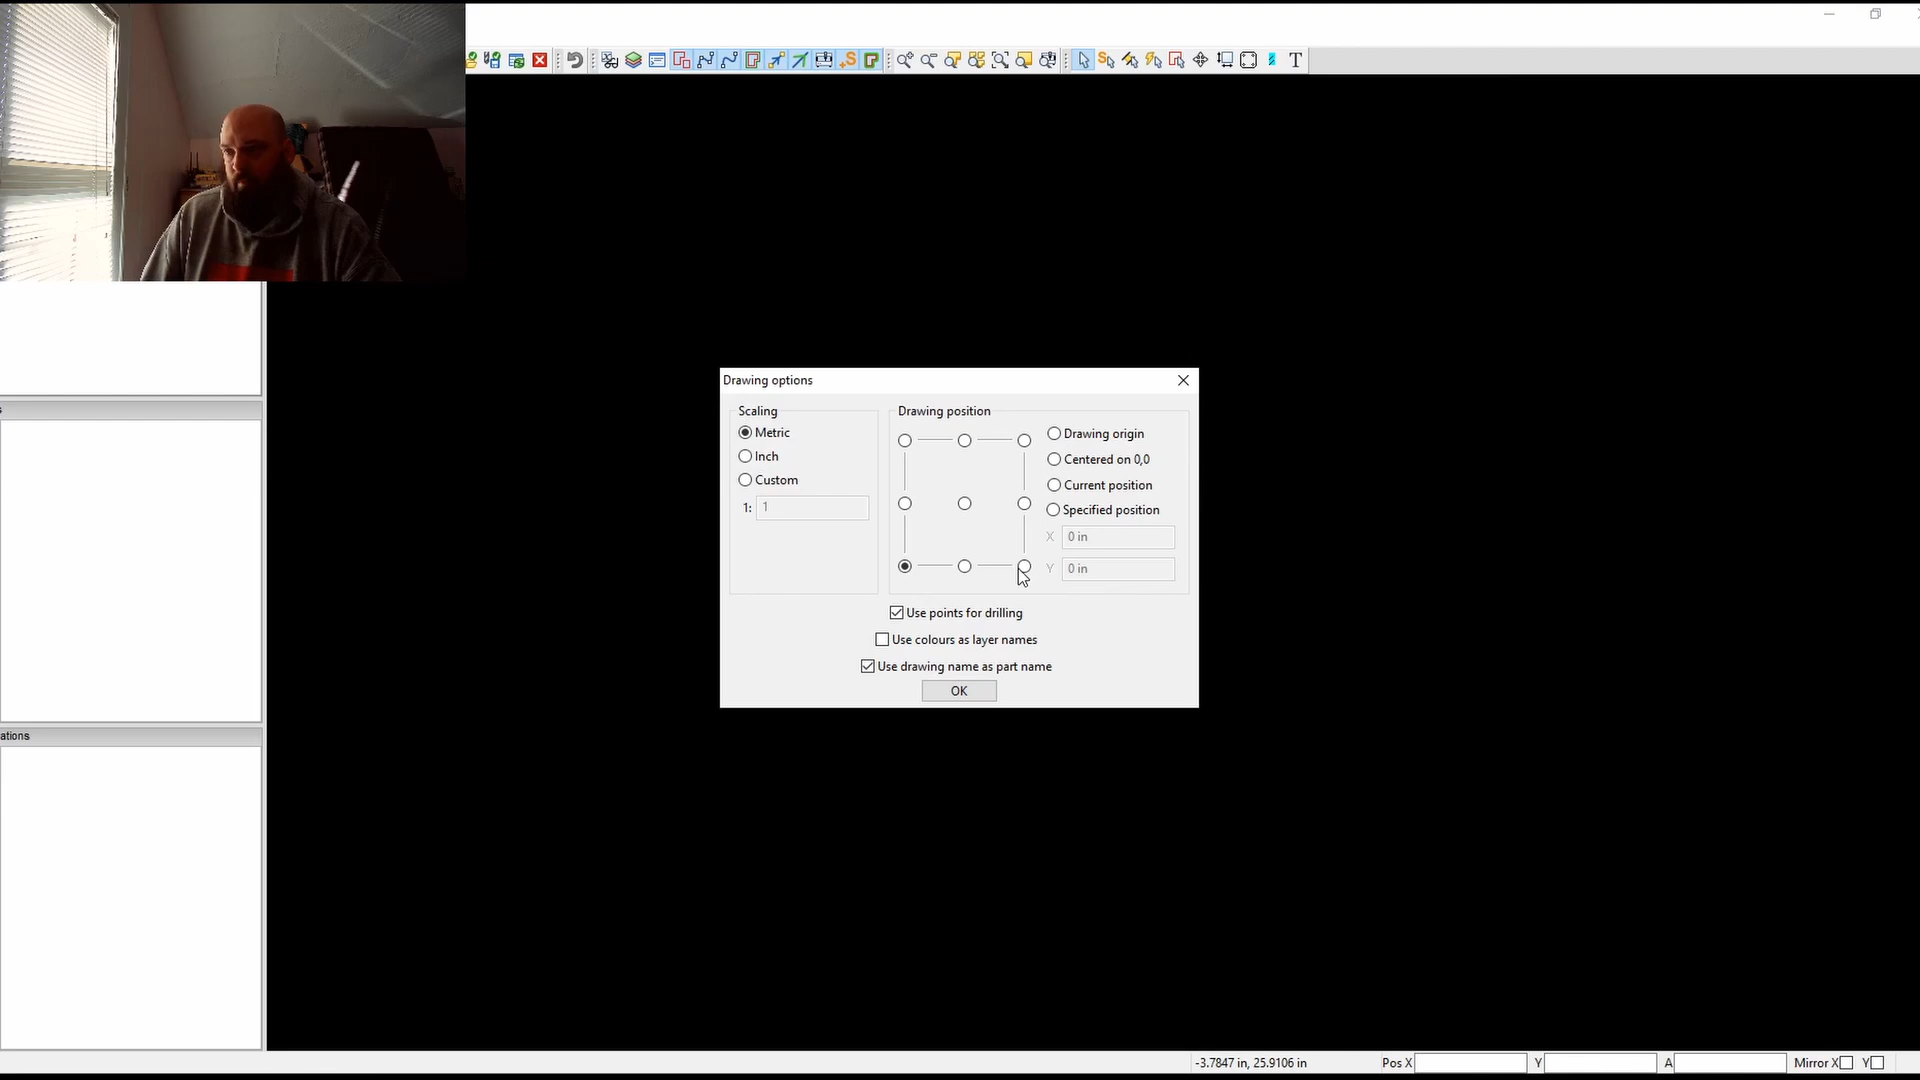 T
Drawing options
Scaling
Metric
Inch
Custom
1: 1
Drawing position
Drawing origin
Centered on 0,0
Current position
Specified position
X 0 in
Y 0 in
Use points for drilling
Use colours as layer names
Use drawing name as part name
OK
s
ations
-3.7847 in, 25.9106 in Pos X Y A Mirror X Y